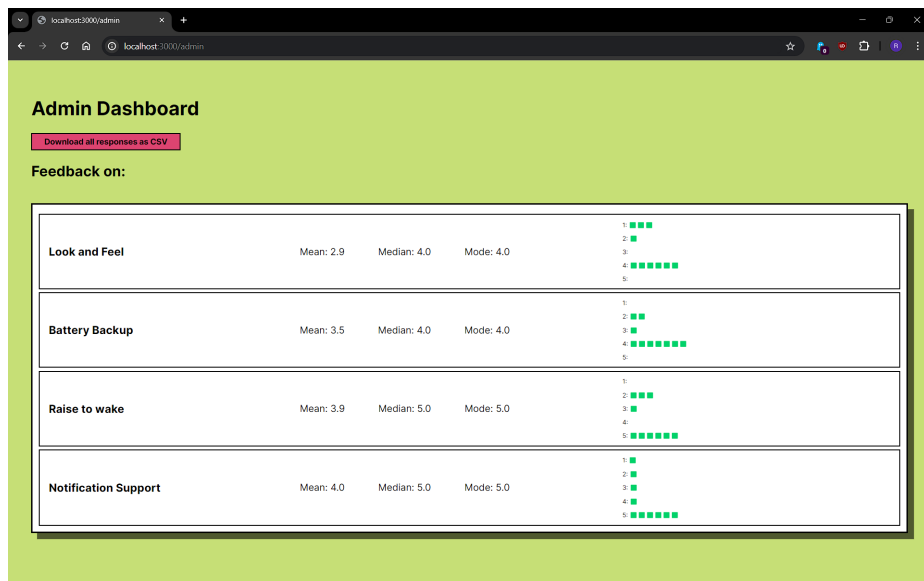 localhost:3000/admin
localhost:3000/admin
0
R
Admin Dashboard
Download all responses as CSV
Feedback on:
Look and Feel
Mean: 2.9
Median: 4.0
Mode: 4.0
1:
2:
3:
4:
5:
Battery Backup
Mean: 3.5
Median: 4.0
Mode: 4.0
1:
2:
3:
4:
5:
Raise to wake
Mean: 3.9
Median: 5.0
Mode: 5.0
1:
2:
3:
4:
5:
Notification Support
Mean: 4.0
Median: 5.0
Mode: 5.0
1:
2:
3:
4:
5: